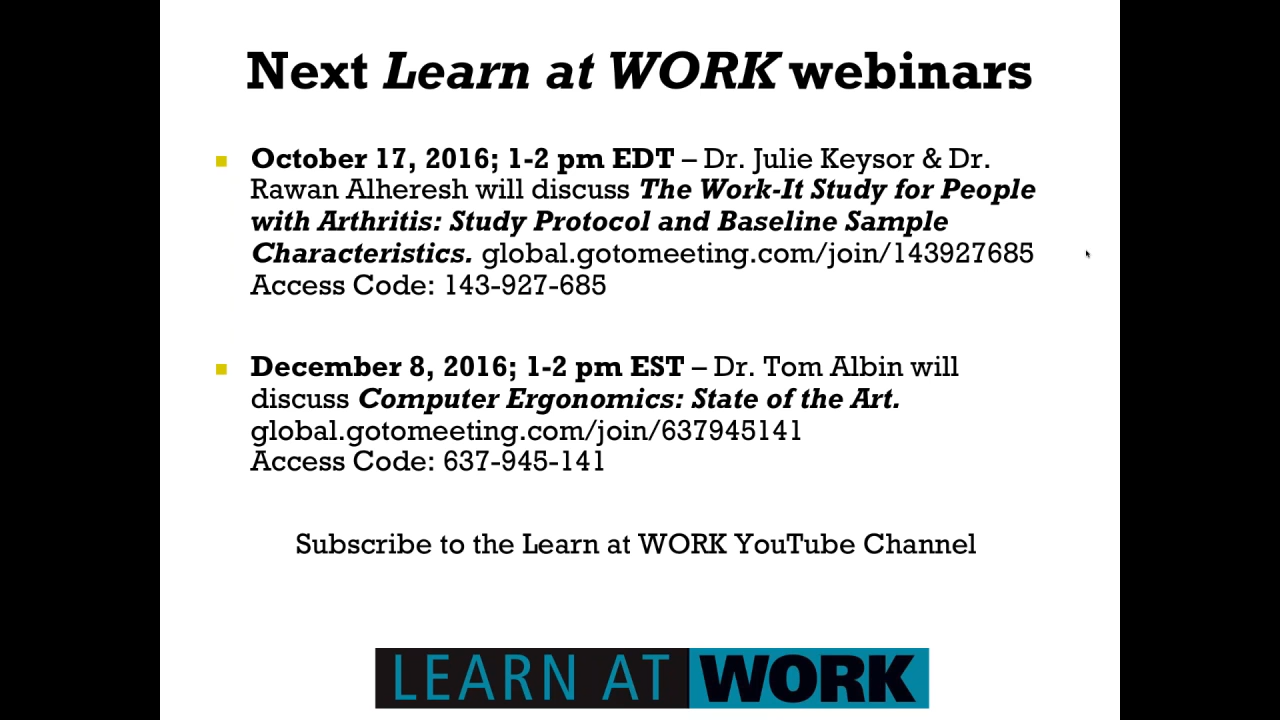 Next Learn at WORK webinars
October 17, 2016; 1-2 pm EDT – Dr. Julie Keysor & Dr.
Rawan Alheresh will discuss The Work-It Study for People
with Arthritis: Study Protocol and Baseline Sample
Characteristics. global.gotomeeting.com/join/143927685
Access Code: 143-927-685
December 8, 2016; 1-2 pm EST – Dr. Tom Albin will
discuss Computer Ergonomics: State of the Art.
global.gotomeeting.com/join/637945141
Access Code: 637-945-141
Subscribe to the Learn at WORK YouTube Channel
LEARN AT WORK